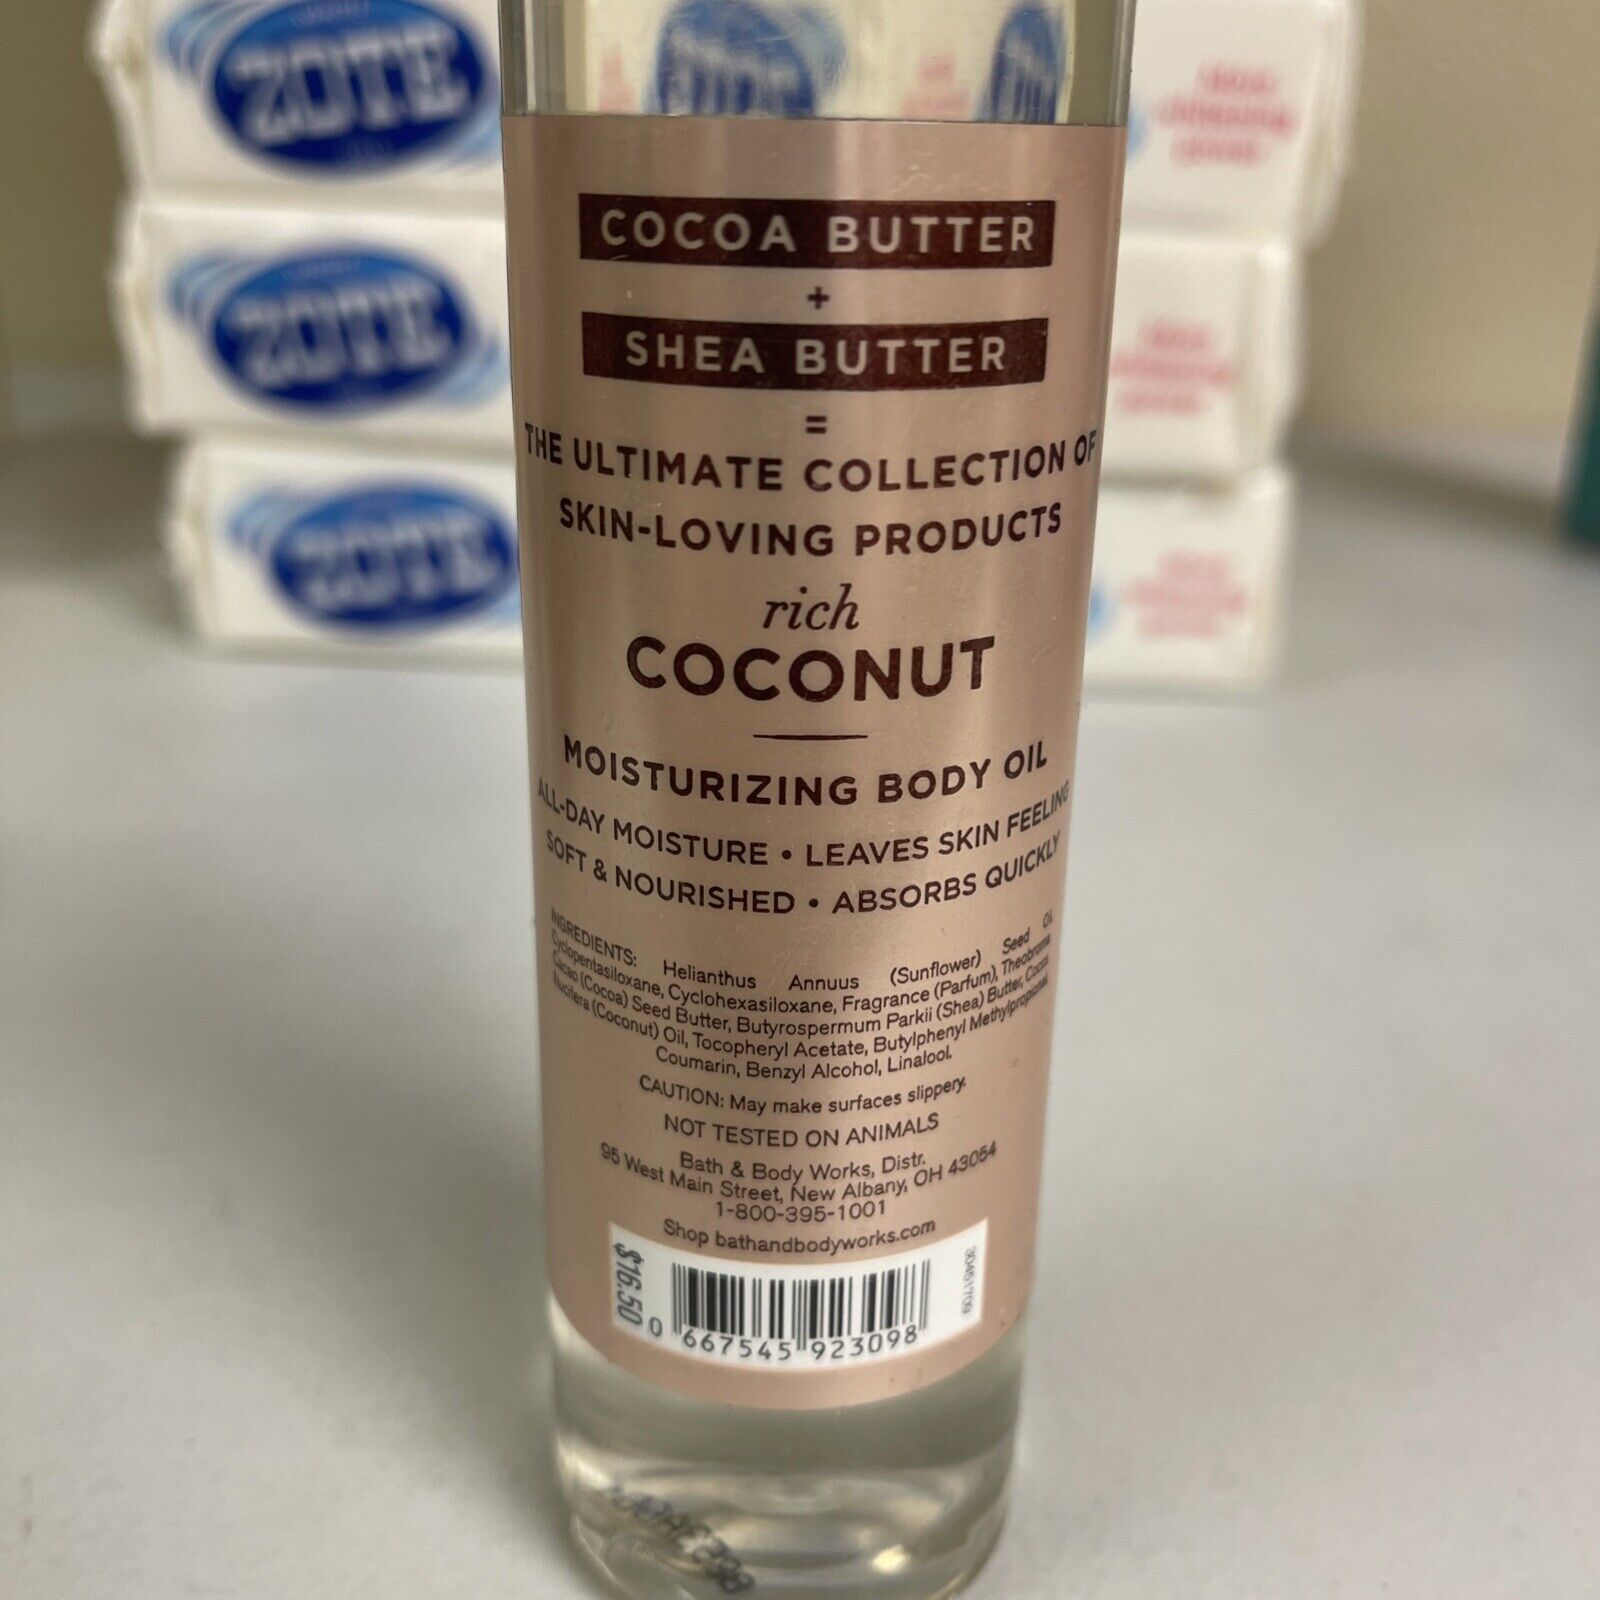 ZOTE
ZOTE
ZOTE
COCOA BUTTER
+
SHEA BUTTER
=
THE ULTIMATE COLLECTION OF
SKIN-LOVING PRODUCTS
rich
COCONUT
MOISTURIZING BODY OIL
ALL-DAY MOISTURE • LEAVES SKIN FEELING
SOFT & NOURISHED • ABSORBS QUICKLY
INGREDIENTS: Helianthus Annuus (Sunflower) Seed Oil,
Cyclopentasiloxane, Cyclohexasiloxane, Fragrance (Parfum), Theobroma
Cacao (Cocoa) Seed Butter, Butyrospermum Parkii (Shea) Butter, Cocos
Nucifera (Coconut) Oil, Tocopheryl Acetate, Butylphenyl Methylpropional,
Coumarin, Benzyl Alcohol, Linalool.
CAUTION: May make surfaces slippery.
NOT TESTED ON ANIMALS
Bath & Body Works, Distr.
95 West Main Street, New Albany, OH 43054
1-800-395-1001
Shop bathandbodyworks.com
$16.50
0 667545 923098
30461709